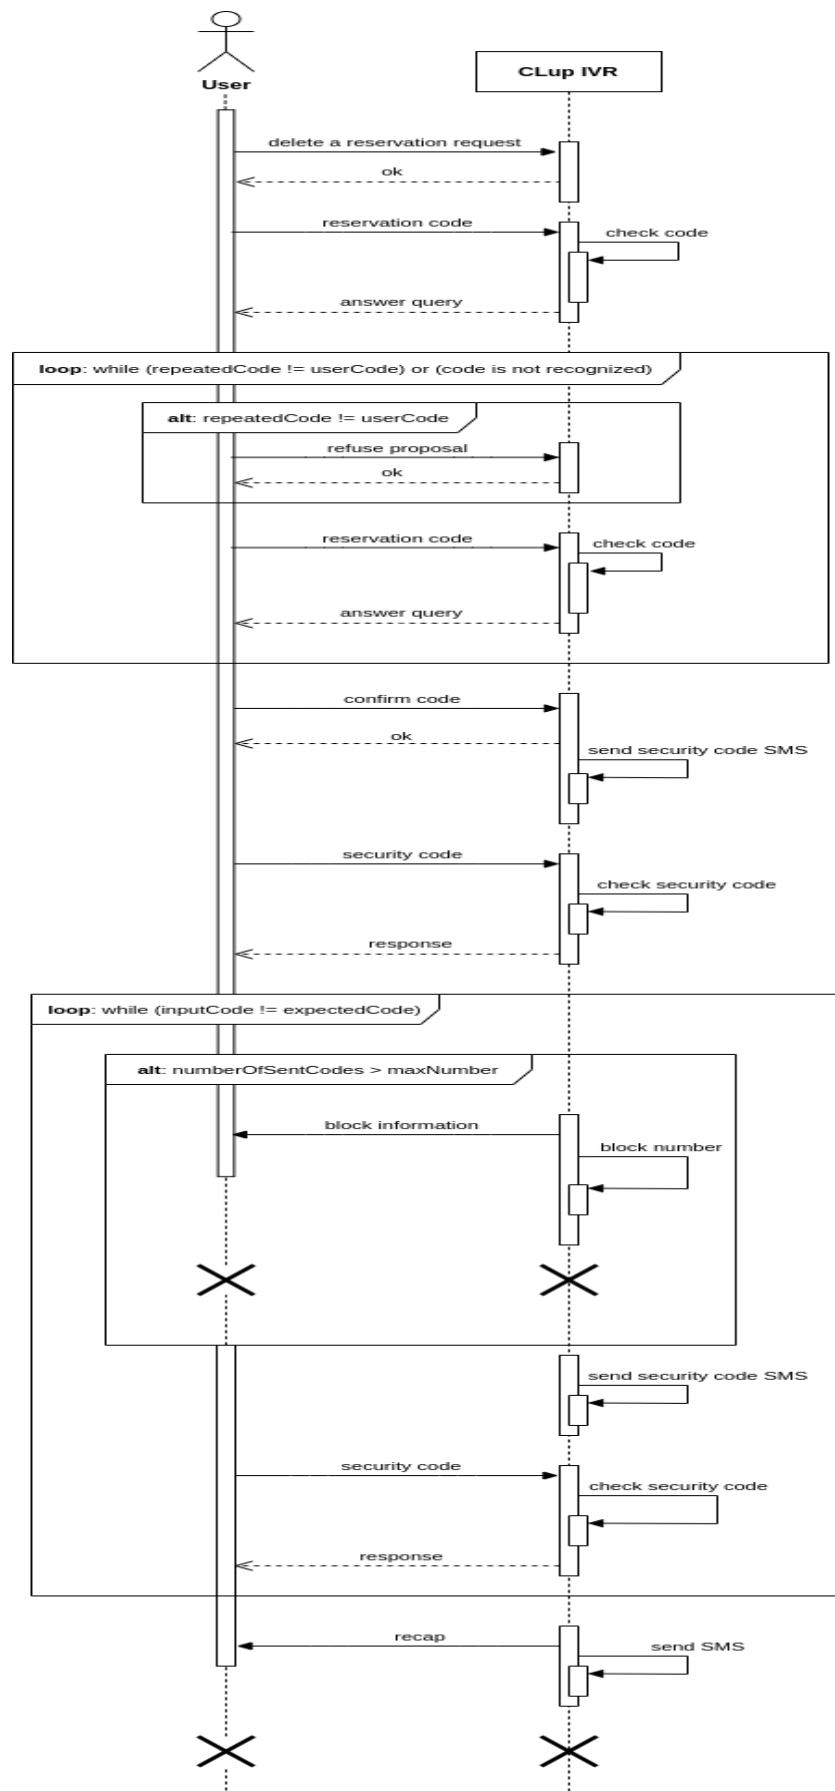 User
CLup IVR
delete a reservation request
ok
reservation code
check code
answer query
loop: while (repeatedCode != userCode) or (code is not recognized)
alt: repeatedCode != userCode
refuse proposal
ok
reservation code
check code
answer query
confirm code
ok
send security code SMS
security code
check security code
response
loop: while (inputCode != expectedCode)
alt: numberOfSentCodes > maxNumber
block information
block number
send security code SMS
security code
check security code
response
recap
send SMS